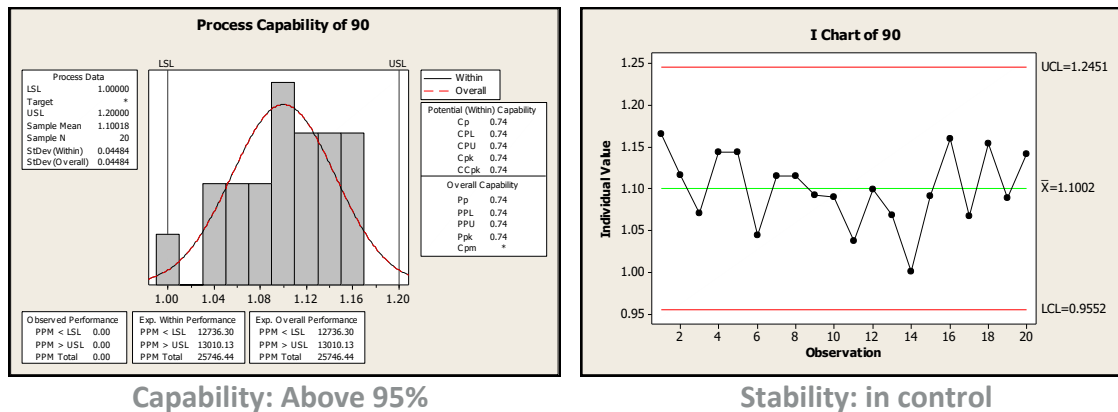 Process Capability of 90
LSL
USL
Process Data
LSL 1.00000
Target *
USL 1.20000
Sample Mean 1.10018
Sample N 20
StDev(Within) 0.04484
StDev(Overall) 0.04484
Within
Overall
Potential (Within) Capability
Cp 0.74
CPL 0.74
CPU 0.74
Cpk 0.74
CCpk 0.74
Overall Capability
Pp 0.74
PPL 0.74
PPU 0.74
Ppk 0.74
Cpm *
1.00 1.04 1.08 1.12 1.16 1.20
Observed Performance
PPM < LSL 0.00
PPM > USL 0.00
PPM Total 0.00
Exp. Within Performance
PPM < LSL 12736.30
PPM > USL 13010.13
PPM Total 25746.44
Exp. Overall Performance
PPM < LSL 12736.30
PPM > USL 13010.13
PPM Total 25746.44
Capability: Above 95%
I Chart of 90
Individual Value
1.25
1.20
1.15
1.10
1.05
1.00
0.95
UCL=1.2451
X̄=1.1002
LCL=0.9552
2 4 6 8 10 12 14 16 18 20
Observation
Stability: in control